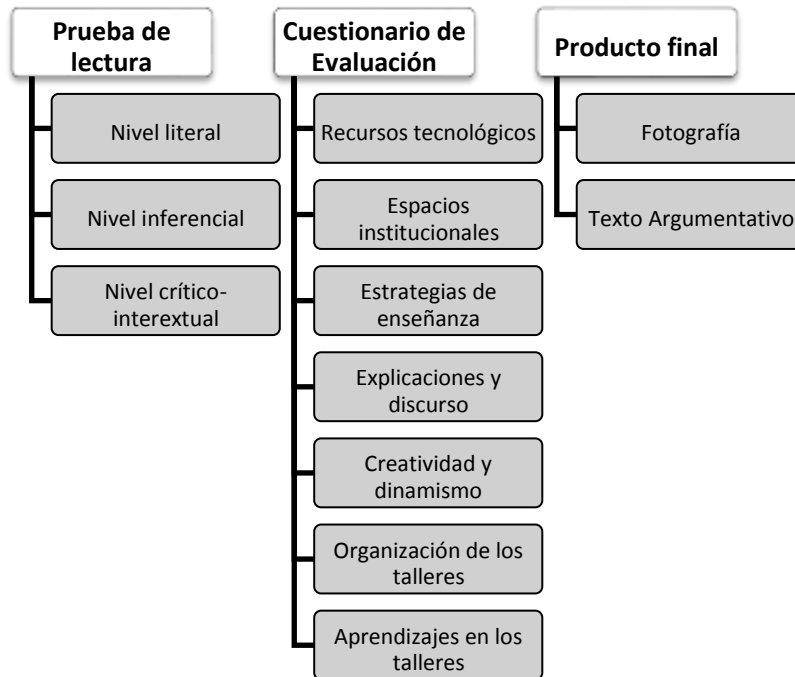 Prueba de
lectura
Nivel literal
Nivel inferencial
Nivel crítico-
interextual
Cuestionario de
Evaluación
Recursos tecnológicos
Espacios
institucionales
Estrategias de
enseñanza
Explicaciones y
discurso
Creatividad y
dinamismo
Organización de los
talleres
Aprendizajes en los
talleres
Producto final
Fotografía
Texto Argumentativo